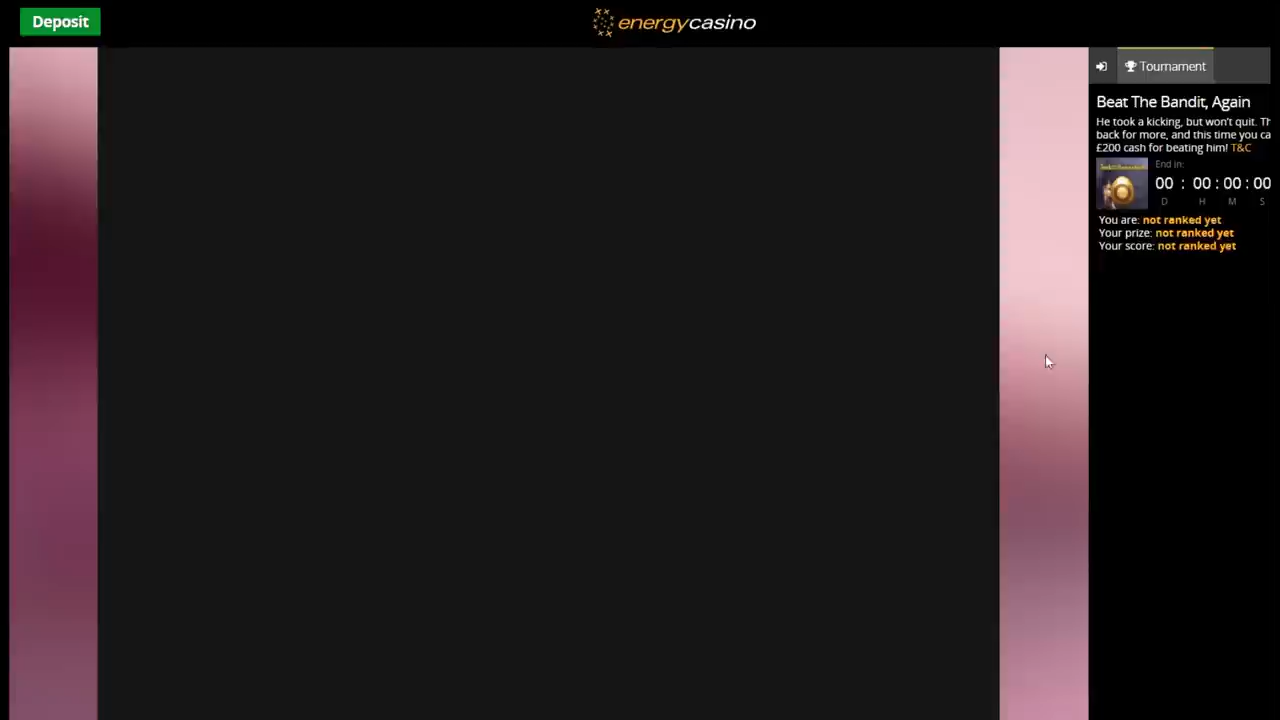 Deposit
energycasino
Tournament
Beat The Bandit, Again
He took a kicking, but won't quit. Th
back for more, and this time you ca
£200 cash for beating him! T&C
End in:
00 : 00 : 00 : 00
D H M S
You are: not ranked yet
Your prize: not ranked yet
Your score: not ranked yet